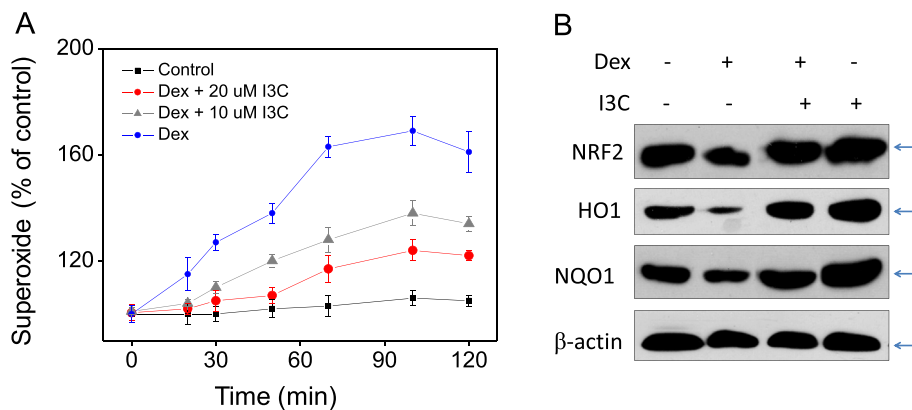 A
Superoxide (% of control)
200
160
120
Control
Dex + 20 uM I3C
Dex + 10 uM I3C
Dex
0 30 60 90 120
Time (min)
B
Dex - + + -
I3C - - + +
NRF2
HO1
NQO1
β-actin